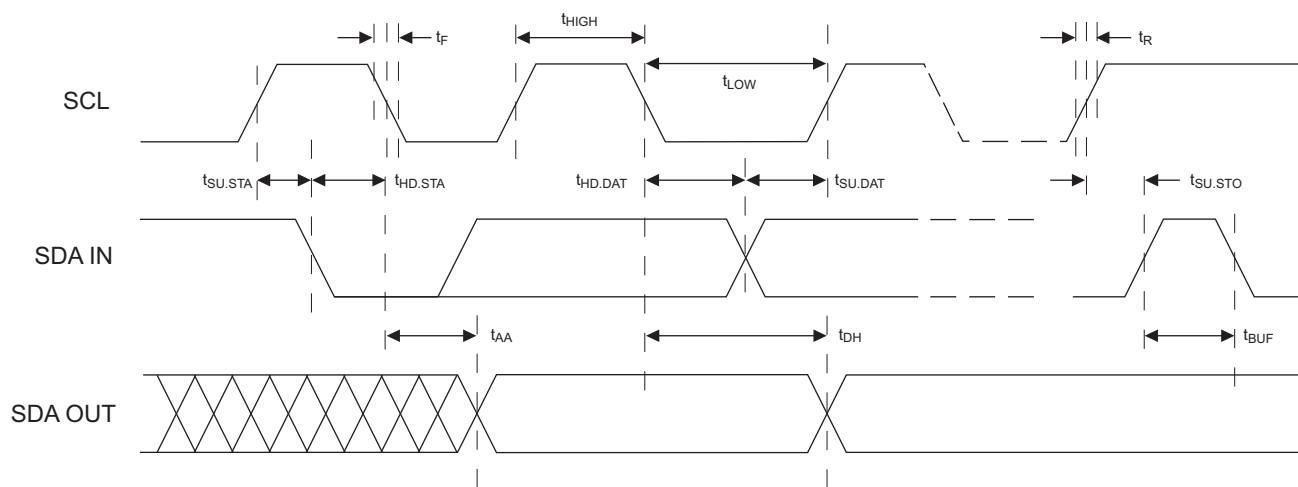 tHIGH
tF
tR
SCL
tLOW
tSU.STA
tHD.STA
tHD.DAT
tSU.DAT
tSU.STO
SDA IN
tAA
tDH
tBUF
SDA OUT